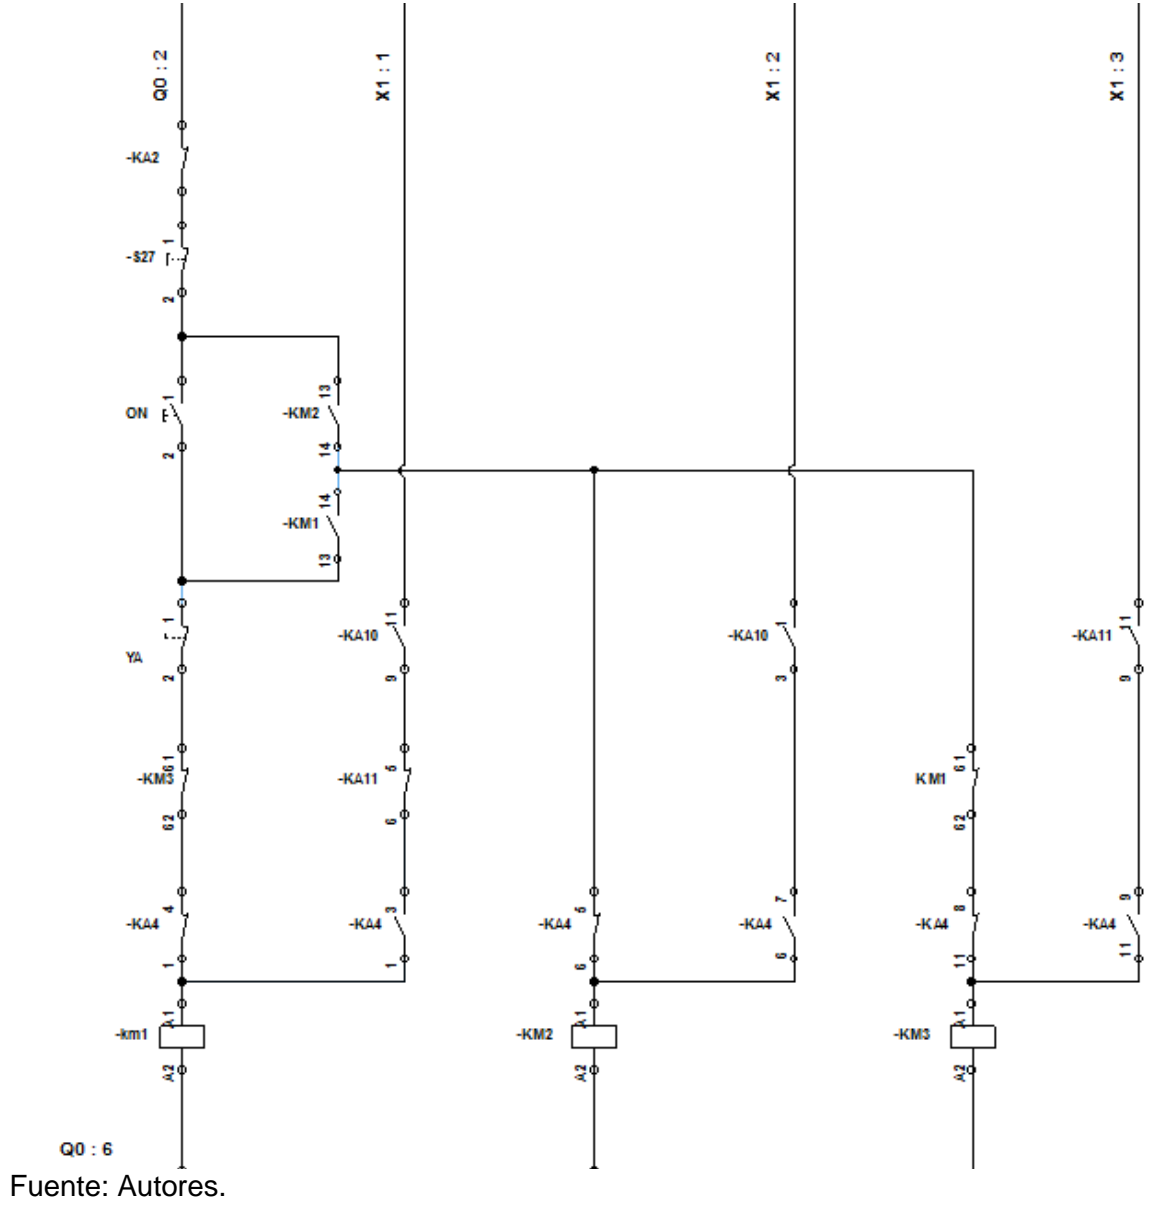 Q0 : 2
X1 : 1
X1 : 2
X1 : 3
-KA2
-S27
1
2
ON
1
2
-KM2
13
14
-KM1
14
13
YA
1
2
-KA10
11
9
-KA10
1
3
-KA11
11
9
-KM3
61
62
-KA11
5
6
KM1
61
62
-KA4
4
1
-KA4
3
1
-KA4
5
6
-KA4
7
6
-KA4
8
11
-KA4
9
11
-km1
A1
A2
-KM2
A1
A2
-KM3
A1
A2
Q0 : 6
Fuente: Autores.